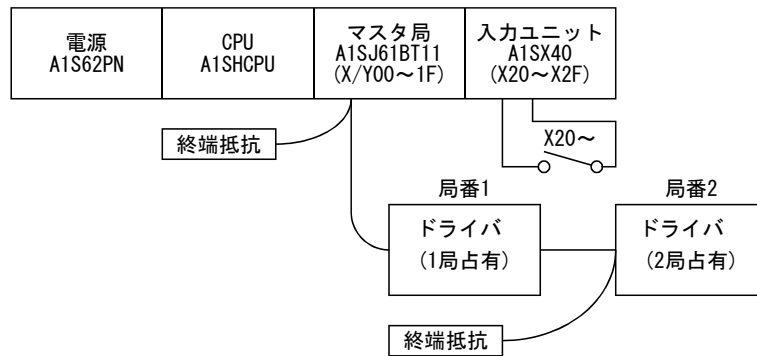 電源
A1S62PN
CPU
A1SHCPU
マスタ局
A1SJ61BT11
(X/Y00～1F)
入力ユニット
A1SX40
(X20～X2F)
終端抵抗
X20～
局番1
局番2
ドライバ
(1局占有)
ドライバ
(2局占有)
終端抵抗